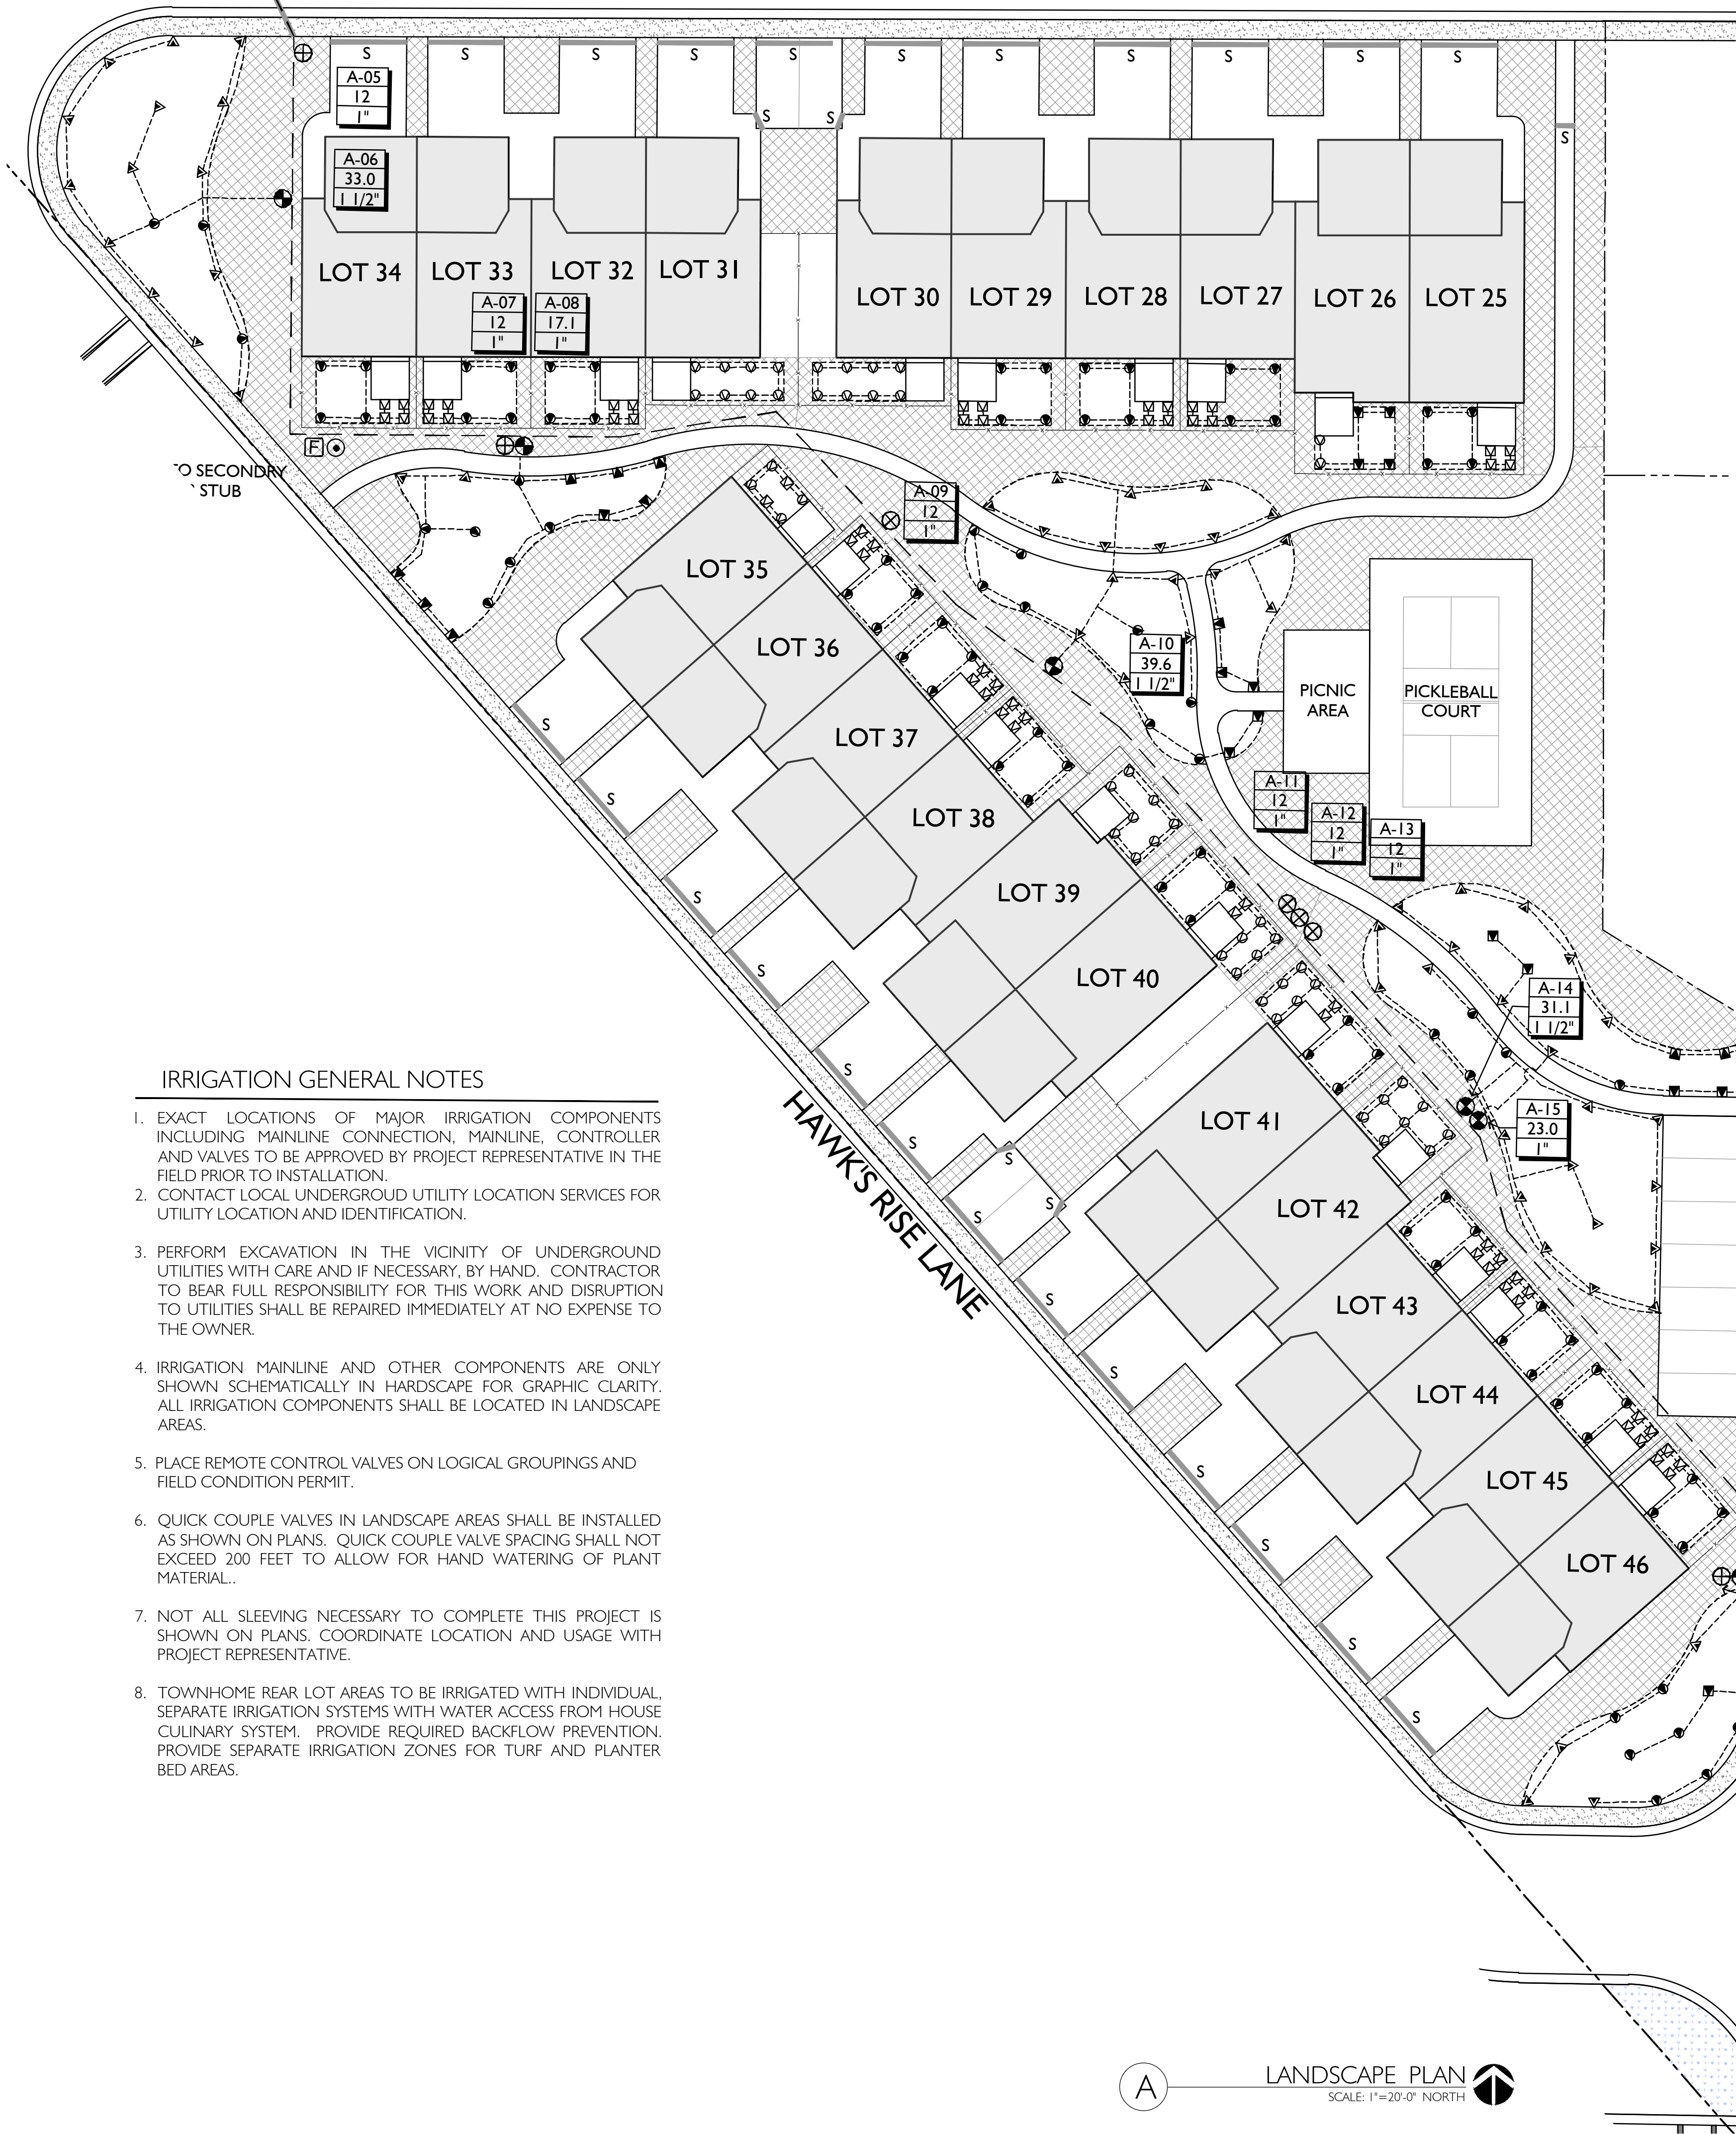 S S S S S S S S S S S
A-05
12
1"
S S
S
A-06
33.0
1 1/2"
LOT 34 LOT 33 LOT 32 LOT 31
LOT 30 LOT 29 LOT 28 LOT 27 LOT 26 LOT 25
A-07
12
1"
A-08
17.1
1"
F
O SECONDRY
STUB
A-09
12
1"
LOT 35
LOT 36
A-10
39.6
1 1/2"
PICNIC
AREA
PICKLEBALL
COURT
S
LOT 37
S
LOT 38
A-11
12
1"
A-12
12
1"
A-13
12
1"
S
LOT 39
S
LOT 40
A-14
31.1
1 1/2"
S
S
LOT 41
A-15
23.0
1"
S
S
S
LOT 42
HAWK'S RISE LANE
S
LOT 43
S
LOT 44
S
LOT 45
S
LOT 46
S
S
IRRIGATION GENERAL NOTES
1. EXACT LOCATIONS OF MAJOR IRRIGATION COMPONENTS
INCLUDING MAINLINE CONNECTION, MAINLINE, CONTROLLER
AND VALVES TO BE APPROVED BY PROJECT REPRESENTATIVE IN THE
FIELD PRIOR TO INSTALLATION.
2. CONTACT LOCAL UNDERGROUD UTILITY LOCATION SERVICES FOR
UTILITY LOCATION AND IDENTIFICATION.
3. PERFORM EXCAVATION IN THE VICINITY OF UNDERGROUND
UTILITIES WITH CARE AND IF NECESSARY, BY HAND. CONTRACTOR
TO BEAR FULL RESPONSIBILITY FOR THIS WORK AND DISRUPTION
TO UTILITIES SHALL BE REPAIRED IMMEDIATELY AT NO EXPENSE TO
THE OWNER.
4. IRRIGATION MAINLINE AND OTHER COMPONENTS ARE ONLY
SHOWN SCHEMATICALLY IN HARDSCAPE FOR GRAPHIC CLARITY.
ALL IRRIGATION COMPONENTS SHALL BE LOCATED IN LANDSCAPE
AREAS.
5. PLACE REMOTE CONTROL VALVES ON LOGICAL GROUPINGS AND
FIELD CONDITION PERMIT.
6. QUICK COUPLE VALVES IN LANDSCAPE AREAS SHALL BE INSTALLED
AS SHOWN ON PLANS. QUICK COUPLE VALVE SPACING SHALL NOT
EXCEED 200 FEET TO ALLOW FOR HAND WATERING OF PLANT
MATERIAL..
7. NOT ALL SLEEVING NECESSARY TO COMPLETE THIS PROJECT IS
SHOWN ON PLANS. COORDINATE LOCATION AND USAGE WITH
PROJECT REPRESENTATIVE.
8. TOWNHOME REAR LOT AREAS TO BE IRRIGATED WITH INDIVIDUAL,
SEPARATE IRRIGATION SYSTEMS WITH WATER ACCESS FROM HOUSE
CULINARY SYSTEM. PROVIDE REQUIRED BACKFLOW PREVENTION.
PROVIDE SEPARATE IRRIGATION ZONES FOR TURF AND PLANTER
BED AREAS.
A
LANDSCAPE PLAN
SCALE: 1"=20'-0" NORTH